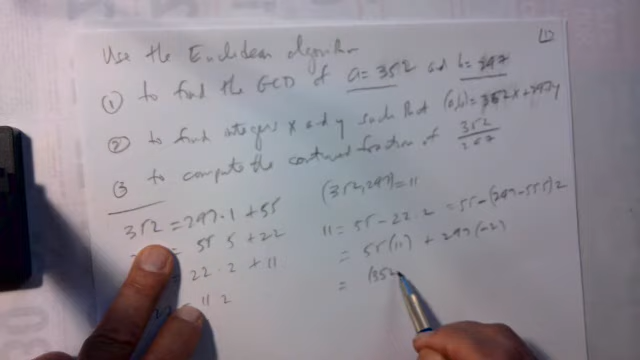 (1)
Use the Euclidean algorithm
① to find the GCD of a=352 and b=297
② to find integers x and y such that (a,b)=352x+297y
③ to compute the continued fraction of 352/297
352=297·1+55
= 55 5 +22
22·2 +11
11 2
(352,297)=11
11 = 55-22·2 =55-(297-55 5)2
= 55(11) + 297(-2)
= (352